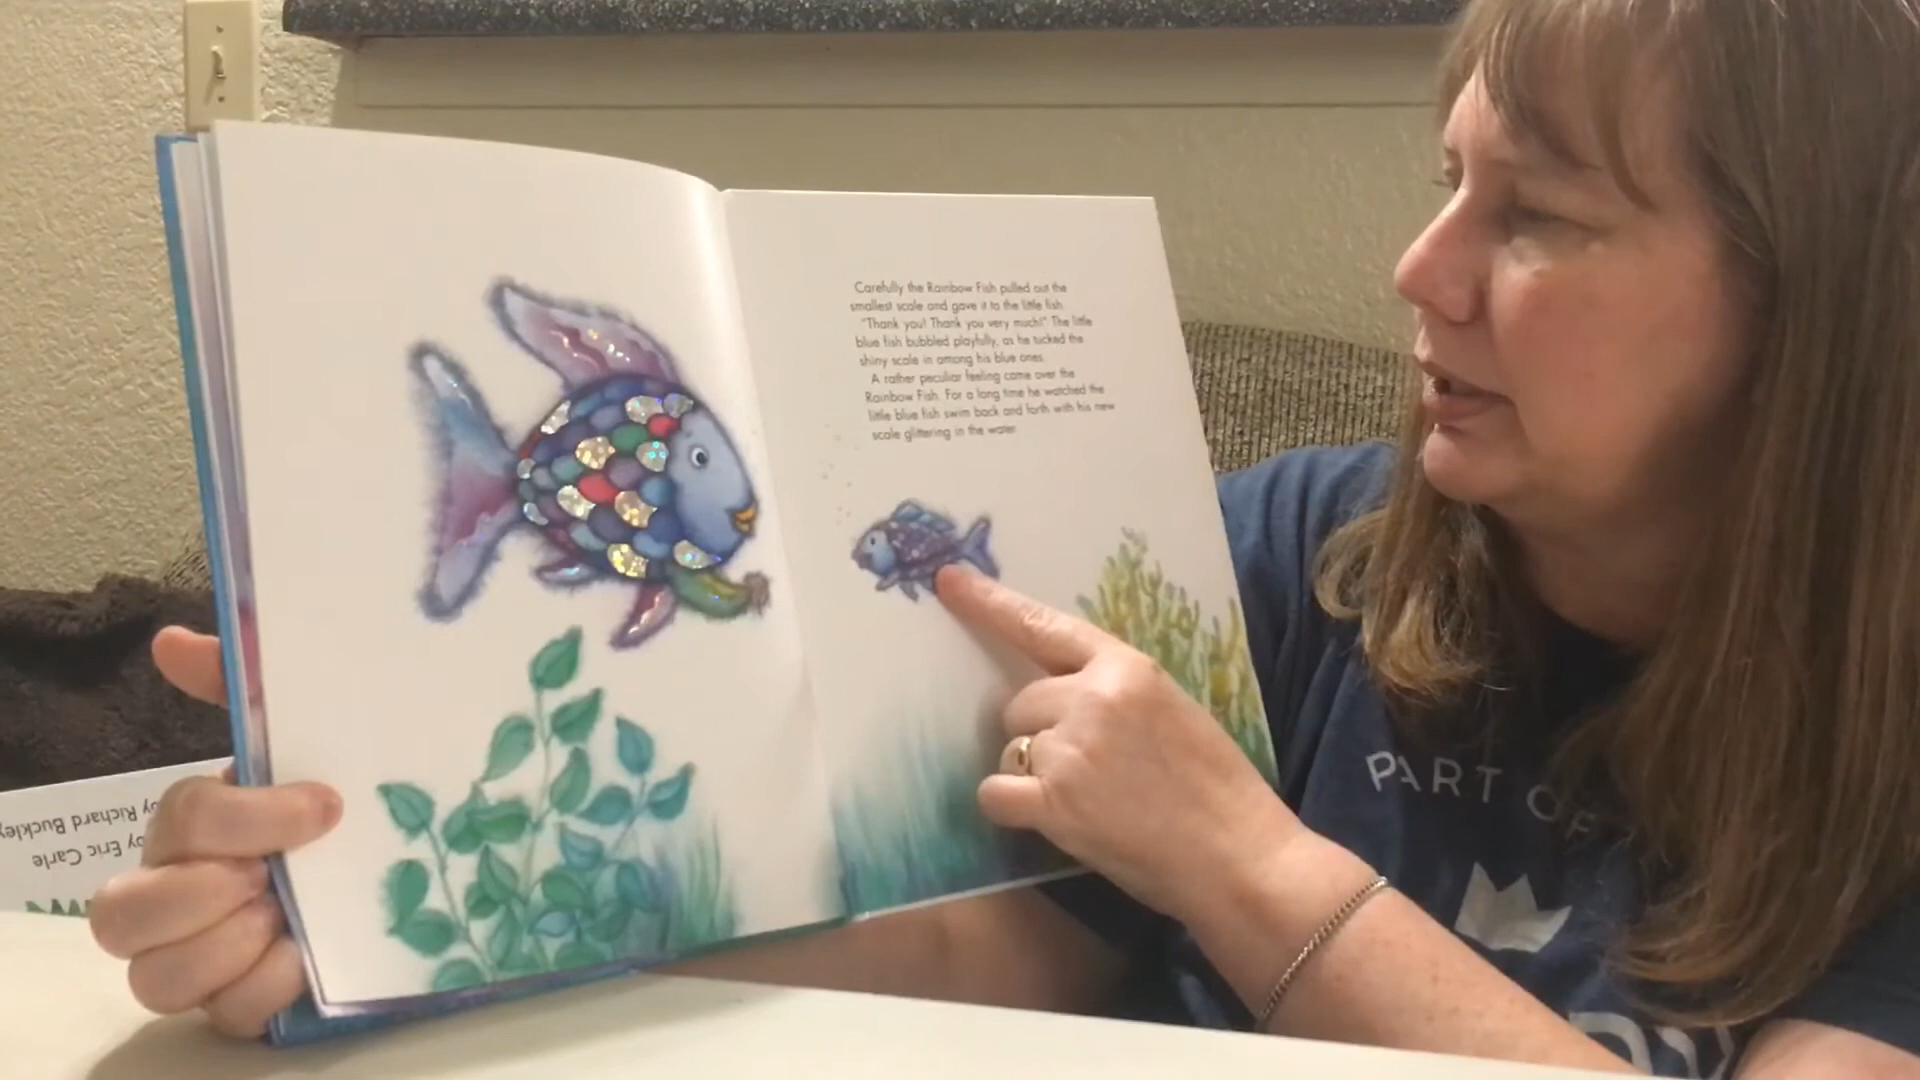 Carefully the Rainbow Fish pulled out the
smallest scale and gave it to the little fish.
"Thank you! Thank you very much!" The little
blue fish bubbled playfully, as he tucked the
shiny scale in among his blue ones.
A rather peculiar feeling came over the
Rainbow Fish. For a long time he watched the
little blue fish swim back and forth with his new
scale glittering in the water.
by Eric Carle
by Richard Buckley
PART OF